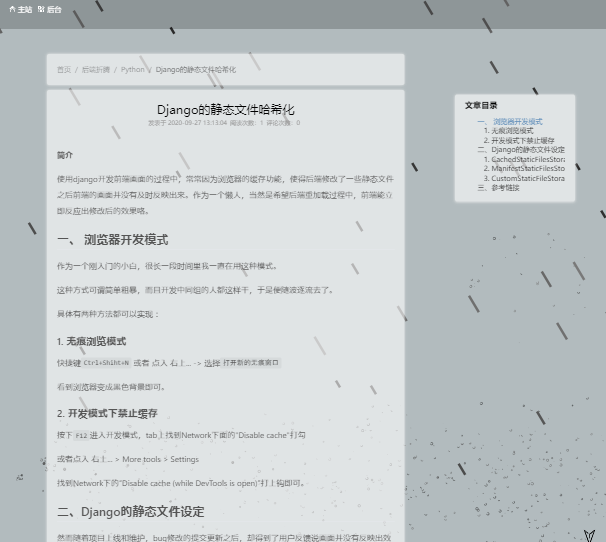 主站 后台
首页 / 后端折腾 / Python / Django的静态文件哈希化
Django的静态文件哈希化
发表于 2020-09-27 13:13:04 阅读次数：1 评论次数：0
简介
使用django开发前端画面的过程中，常常因为浏览器的缓存功能，使得后端修改了一些静态文件
之后前端的画面并没有及时反映出来。作为一个懒人，当然是希望后端重加载过程中，前端能立
即反应出修改后的效果咯。
一、 浏览器开发模式
作为一个刚入门的小白，很长一段时间里我一直在用这种模式。
这种方式可谓简单粗暴，而且开发中间组的人都这样干，于是便随波逐流去了。
具体有两种方法都可以实现：
1. 无痕浏览模式
快捷键 Ctrl+Shiht+N 或者 点入 右上... -> 选择 打开新的无痕窗口
看到浏览器变成黑色背景即可。
2. 开发模式下禁止缓存
按下 F12 进入开发模式，tab上找到Network下面的"Disable cache"打勾
或者点入 右上... > More tools > Settings
找到Network下的"Disable cache (while DevTools is open)"打上钩即可。
二、Django的静态文件设定
然而随着项目上线和维护，bug修改的提交更新之后，却得到了用户反馈说画面并没有反映出效
文章目录
一、 浏览器开发模式
1. 无痕浏览模式
2. 开发模式下禁止缓存
二、Django的静态文件设定
1. CachedStaticFilesStora
2. ManifestStaticFilesSto
3. CustomStaticFileStora
三、参考链接